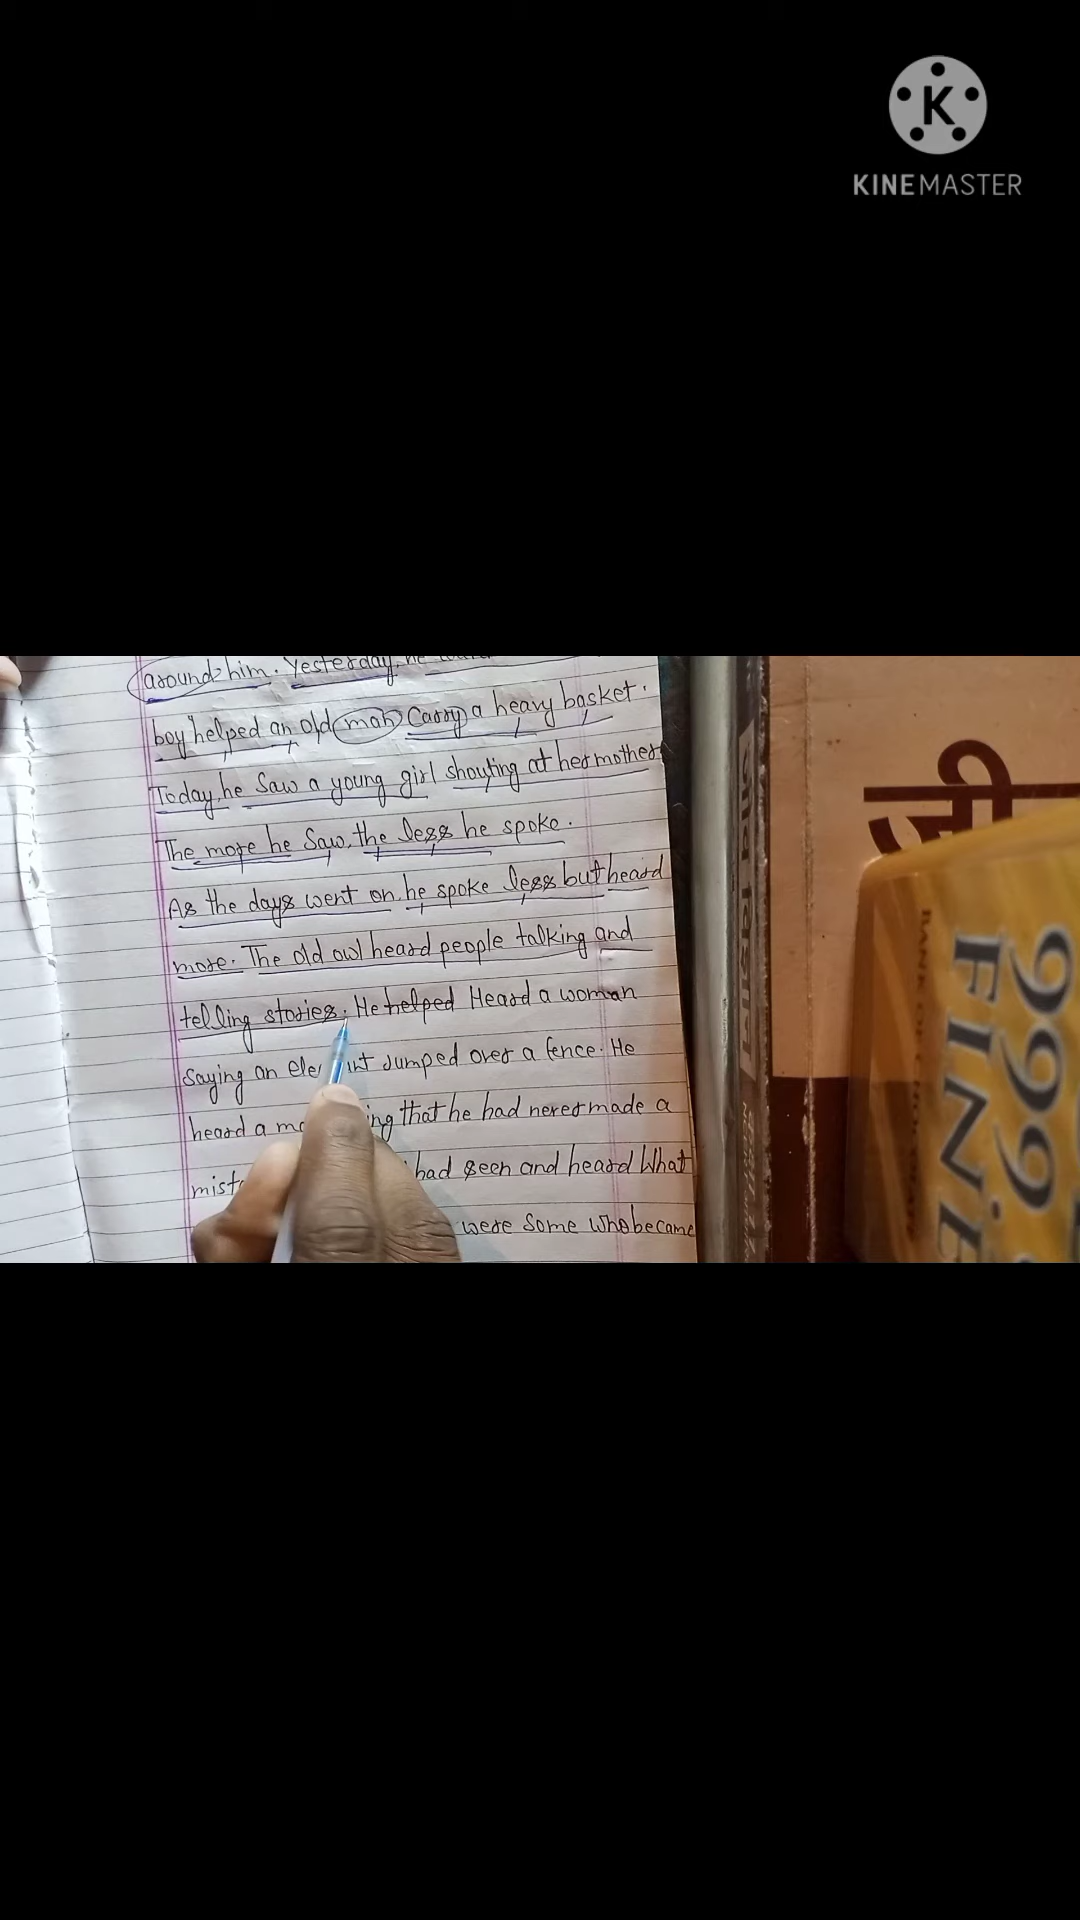 KINEMASTER
around him. Yesterday, he
boy helped an old man carry a heavy basket.
Today, he saw a young girl shouting at her mother
The more he saw, the less he spoke.
As the days went on, he spoke less but heard
more. The old owl heard people talking and
telling stories. He helped Heard a woman
saying an jumped over a fence. He
heard a that he had never made a
had seen and heard What
were some who became
जी
999.
FINE